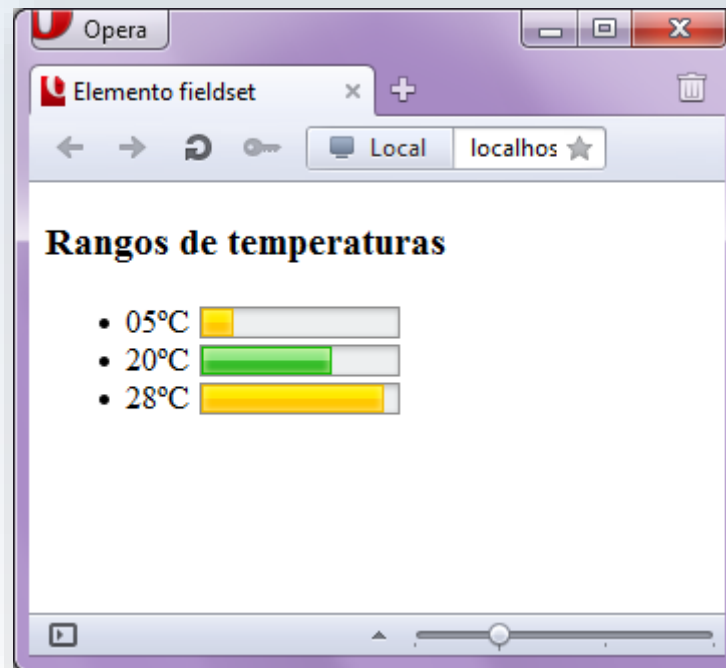 Opera
Elemento fieldset
Local localhos
Rangos de temperaturas
• 05ºC
• 20ºC
• 28ºC